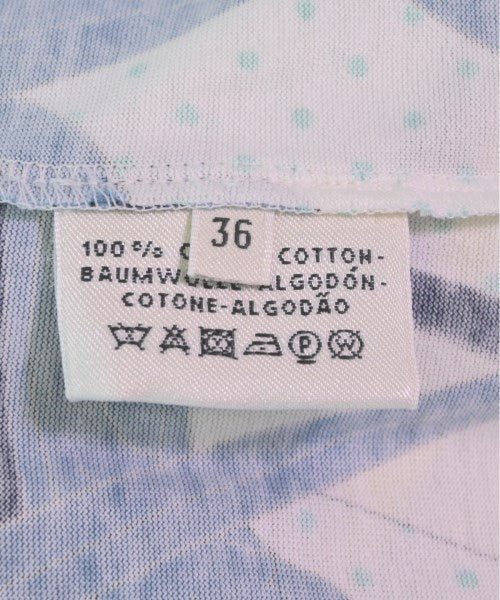 36
100% C COTTON-
BAUMWOLLE-ALGODÓN-
COTONE-ALGODÃO
P W